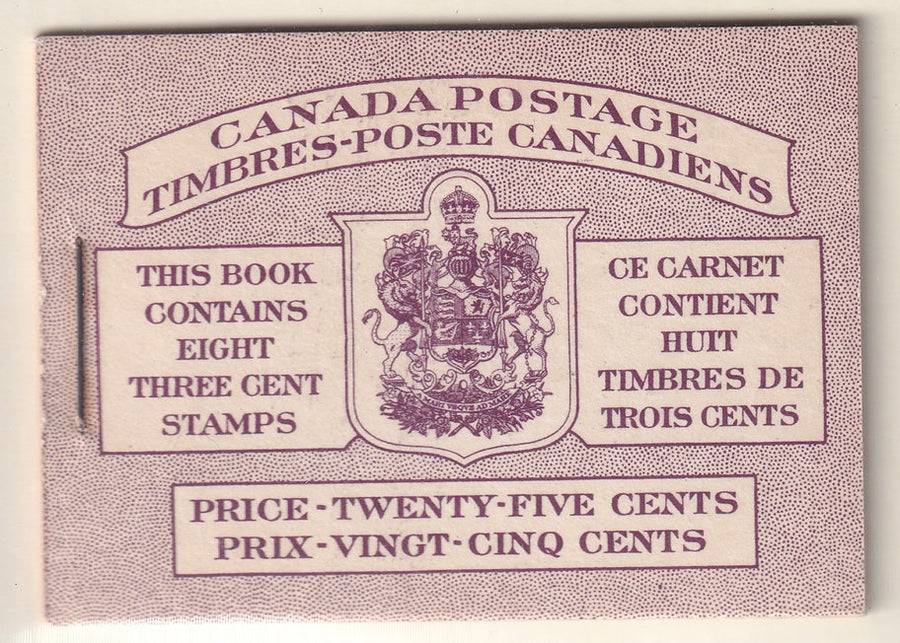 CANADA POSTAGE
TIMBRES-POSTE CANADIENS
THIS BOOK
CONTAINS
EIGHT
THREE CENT
STAMPS
CE CARNET
CONTIENT
HUIT
TIMBRES DE
TROIS CENTS
PRICE-TWENTY-FIVE CENTS
PRIX-VINGT-CINQ CENTS